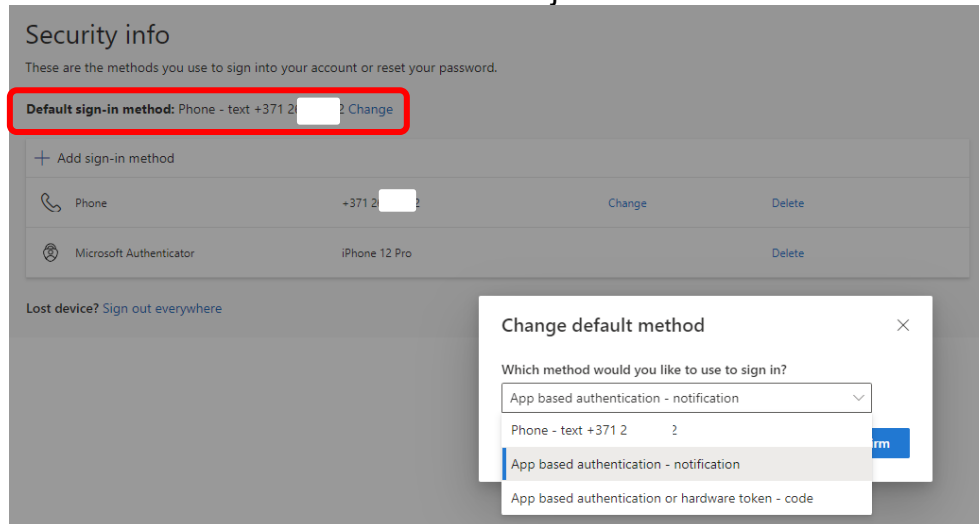 Security info
These are the methods you use to sign into your account or reset your password.
Default sign-in method: Phone - text +371 2 2 Change
+ Add sign-in method
Phone +371 2 2 Change Delete
Microsoft Authenticator iPhone 12 Pro Delete
Lost device? Sign out everywhere
Change default method
Which method would you like to use to sign in?
App based authentication - notification
Phone - text +371 2 2
App based authentication - notification
App based authentication or hardware token - code